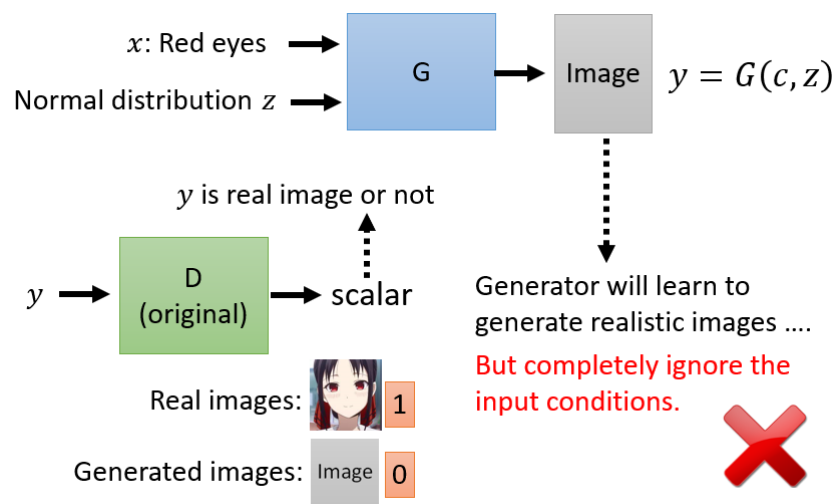 x: Red eyes
Normal distribution z
G
Image
y = G(c, z)
y is real image or not
y
D
(original)
scalar
Generator will learn to
generate realistic images ....
But completely ignore the
input conditions.
Real images:
1
Generated images:
Image
0